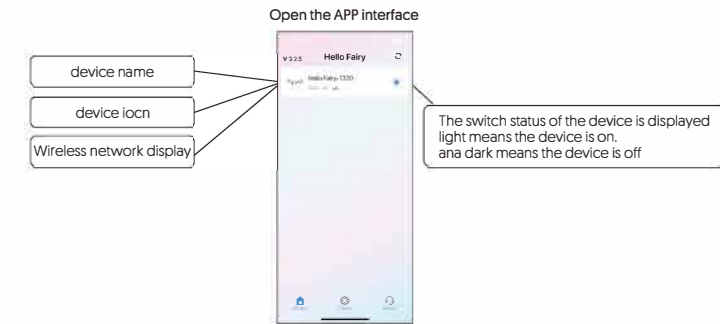 Open the APP interface
V 3.2.5 Hello Fairy
Hello Fairy-1320
device name
device iocn
Wireless network display
The switch status of the device is displayed
light means the device is on.
ana dark means the device is off